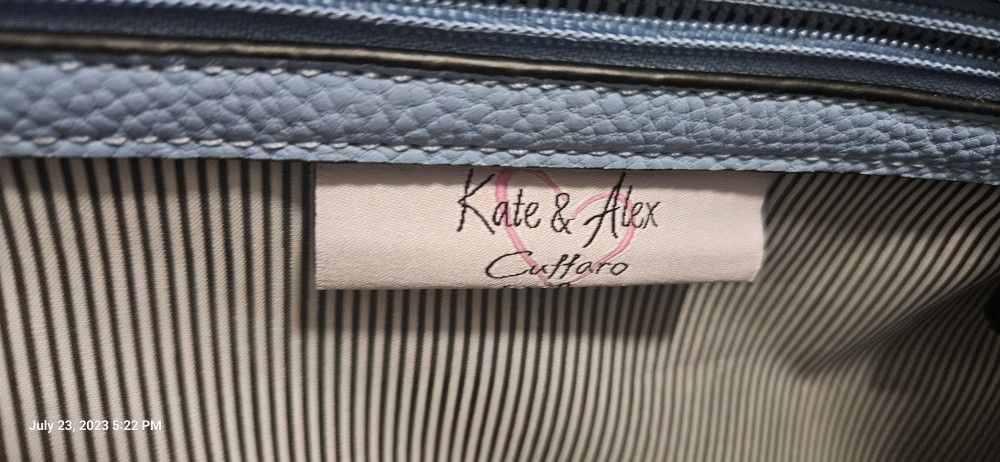 Kate & Alex
Cuffaro
July 23, 2023 5:22 PM